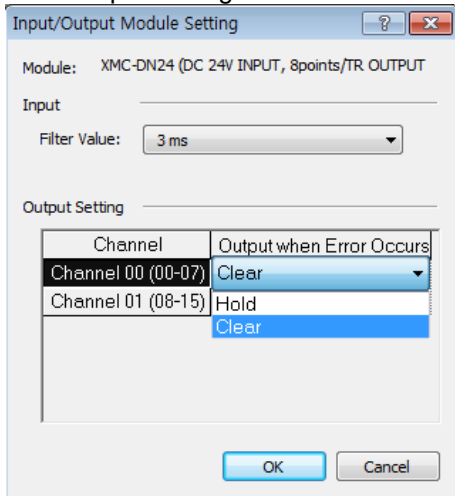 Input/Output Module Setting
Module: XMC-DN24 (DC 24V INPUT, 8points/TR OUTPUT
Input
Filter Value: 3 ms
Output Setting
Channel Output when Error Occurs
Channel 00 (00-07) Clear
Channel 01 (08-15) Hold
Clear
OK Cancel